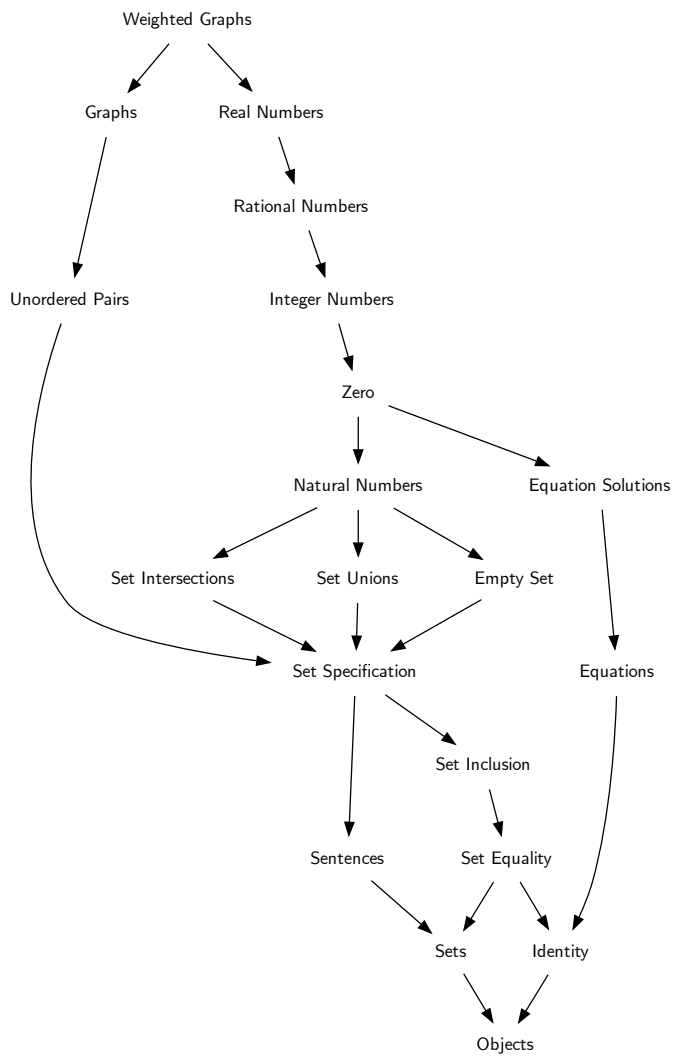 Weighted Graphs
Graphs
Real Numbers
Rational Numbers
Unordered Pairs
Integer Numbers
Zero
Natural Numbers
Equation Solutions
Set Intersections
Set Unions
Empty Set
Set Specification
Equations
Set Inclusion
Sentences
Set Equality
Sets
Identity
Objects